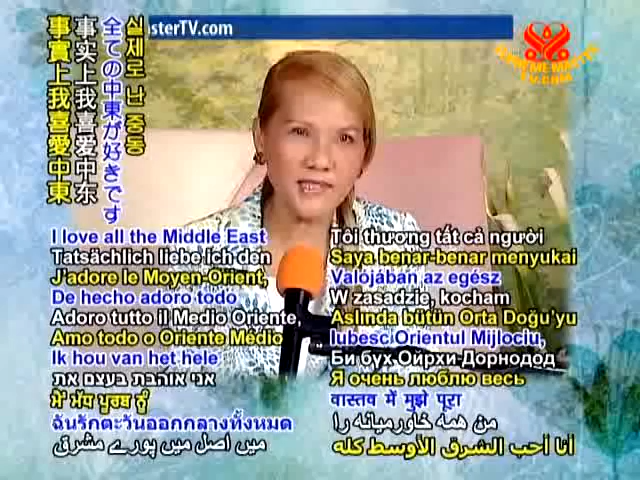 asterTV.com
SUPREME MASTER
TV.COM
실제로 난 중동
全ての中東が好きです
事实上我喜爱中东
事實上我喜愛中東
I love all the Middle East
Tatsächlich liebe ich den
J'adore le Moyen-Orient,
De hecho adoro todo
Adoro tutto il Medio Oriente,
Amo todo o Oriente Médio
Ik hou van het hele
אני אוהבת בעצם את
ਮੈਂ ਮੱਧ ਪੂਰਬ ਨੂੰ
ฉันรักตะวันออกกลางทั้งหมด
میں اصل میں پورے مشرق
Tôi thương tất cả người
Saya benar-benar menyukai
Valójában az egész
W zasadzie, kocham
Aslında bütün Orta Doğu'yu
Iubesc Orientul Mijlociu,
Би бүх Ойрхи Дорнодод
Я очень люблю весь
वास्तव में मुझे पूरा
من همه خاورمیانه را
أنا أحب الشرق الأوسط كله